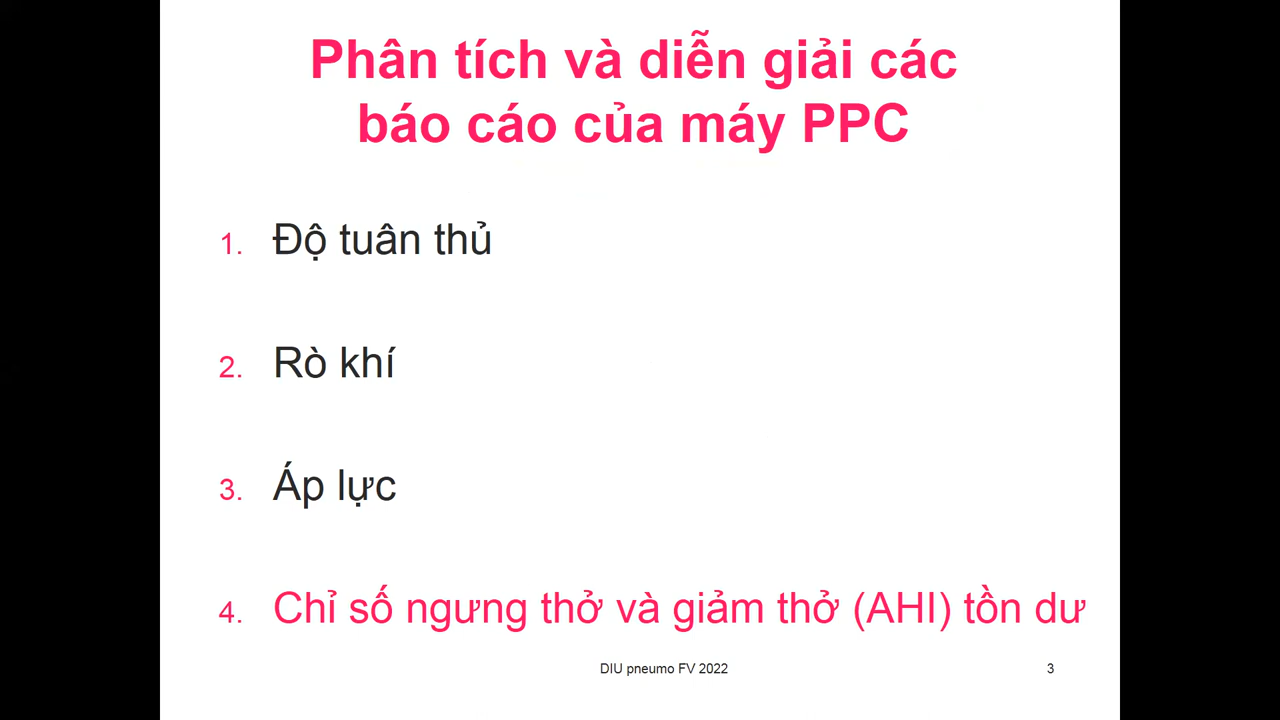 Phân tích và diễn giải các
báo cáo của máy PPC
1. Độ tuân thủ
2. Rò khí
3. Áp lực
4. Chỉ số ngưng thở và giảm thở (AHI) tồn dư
DIU pneumo FV 2022 3